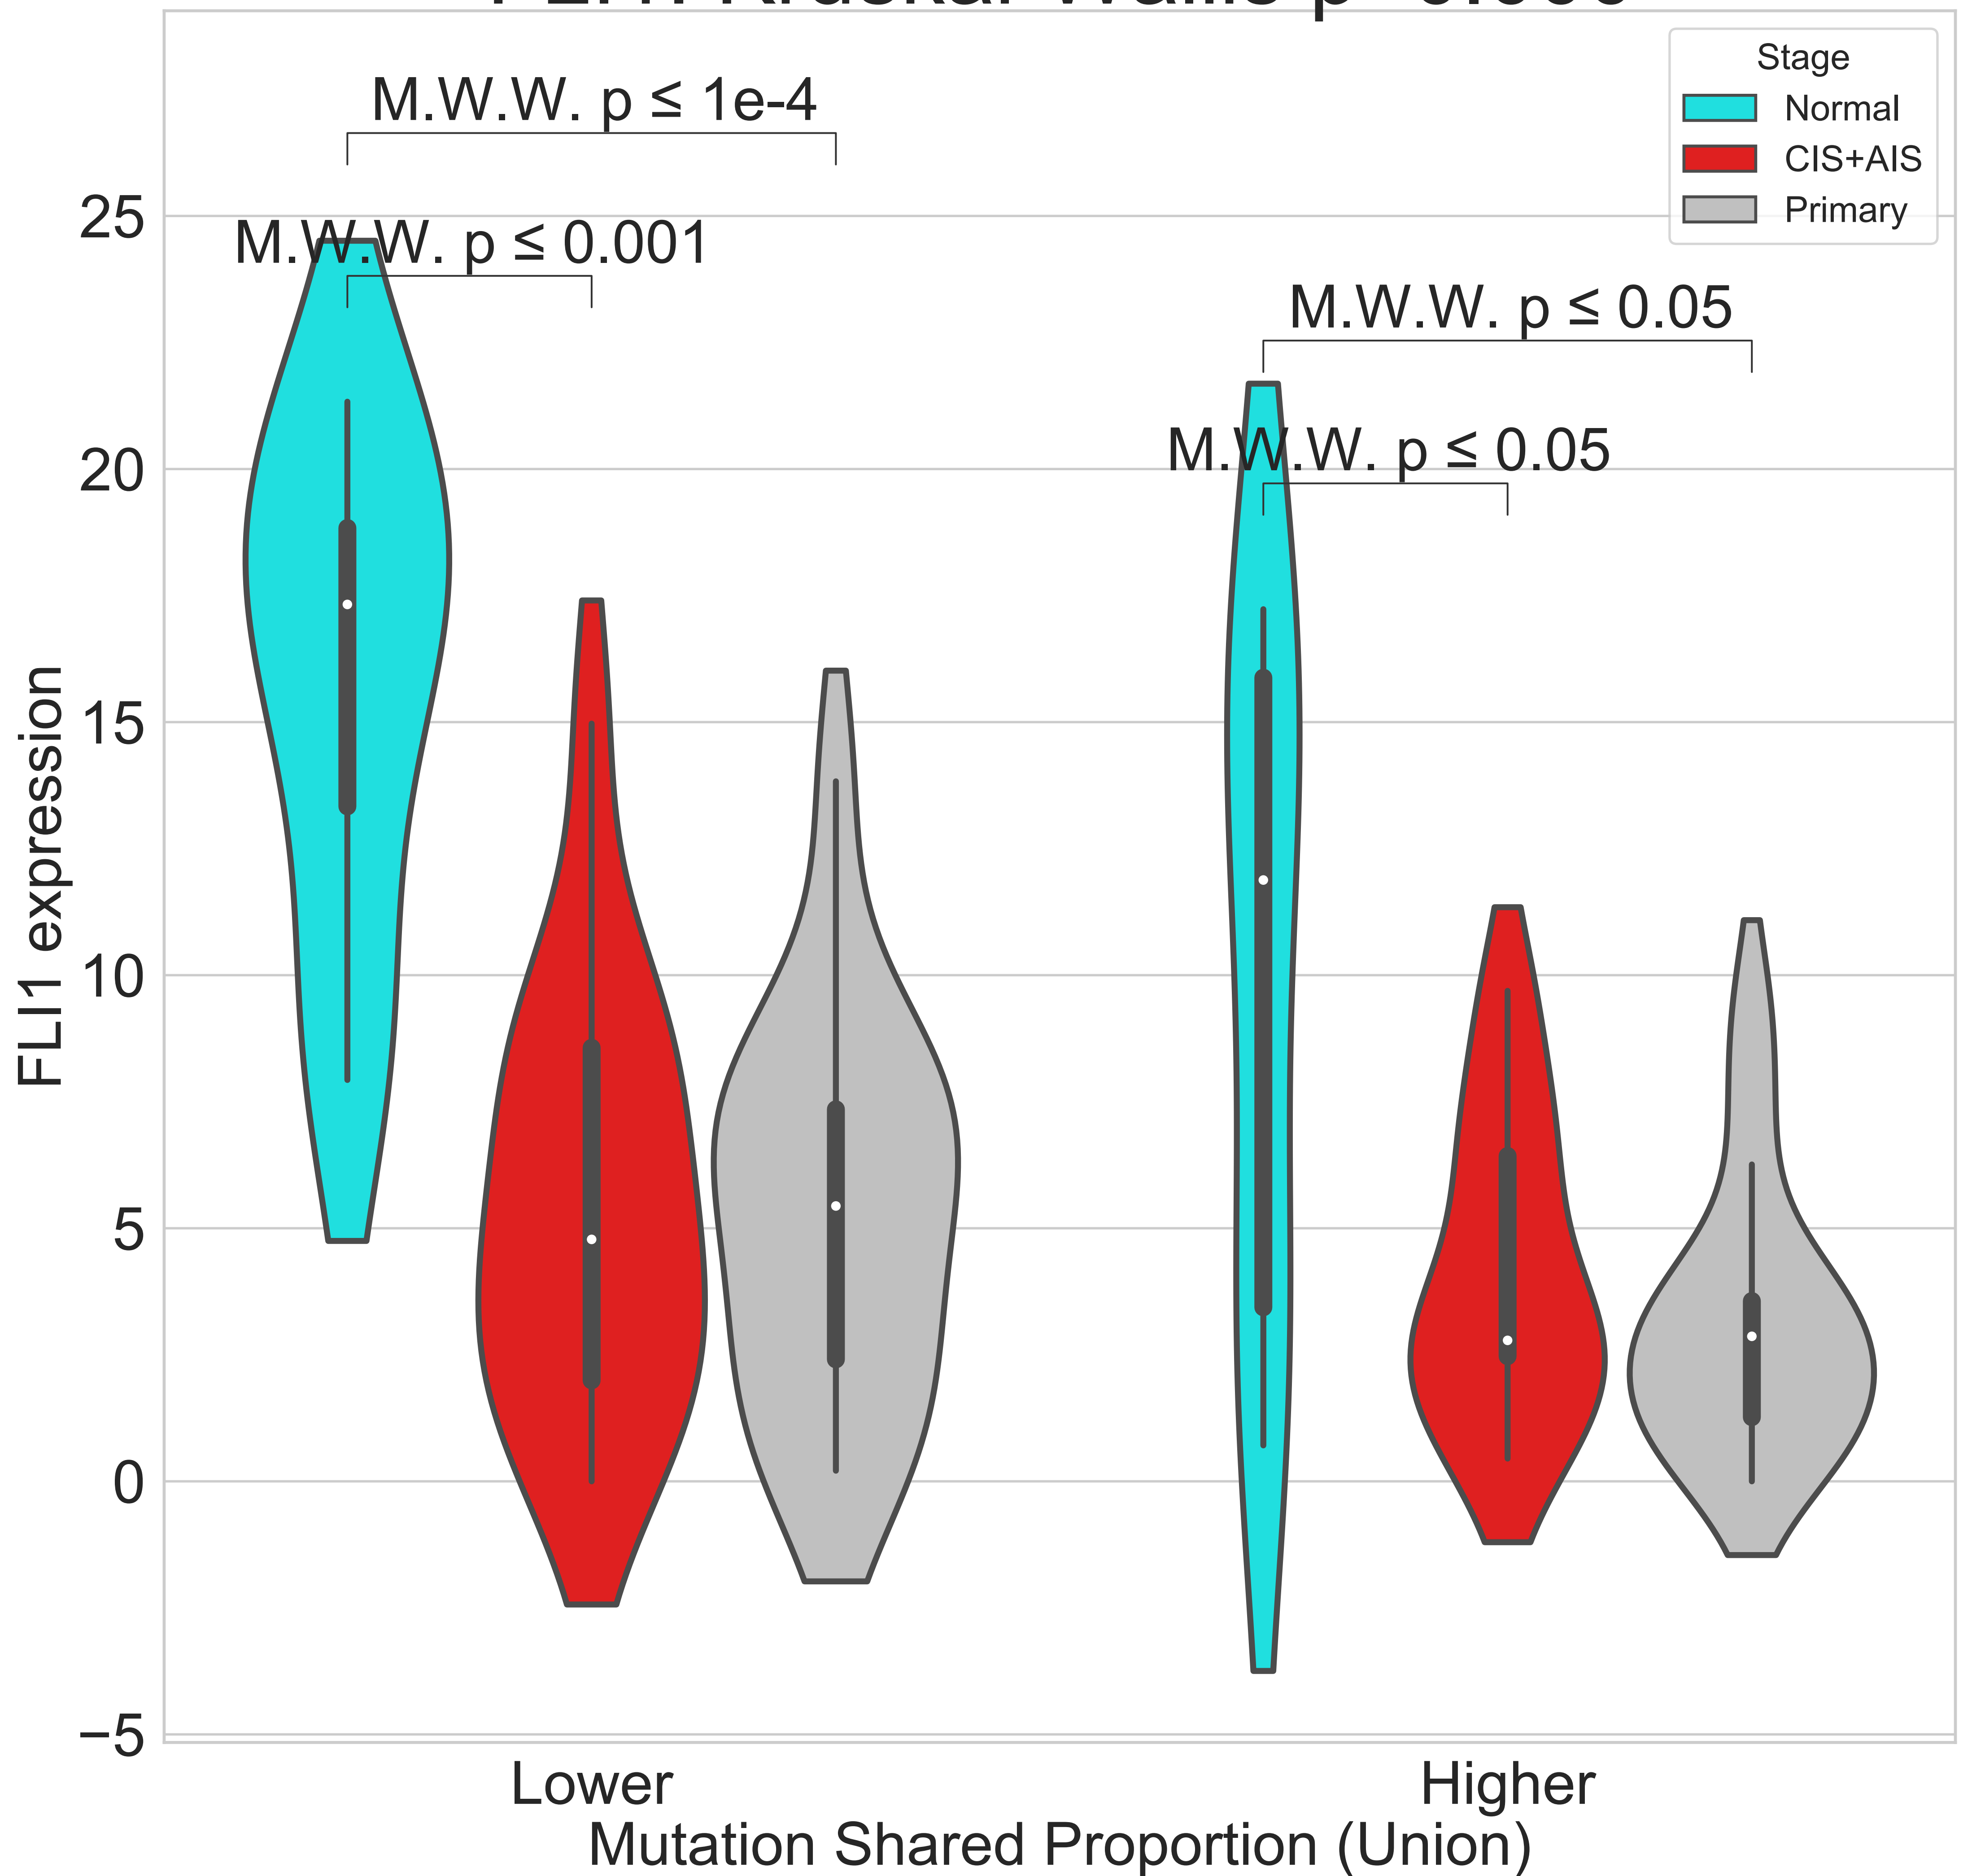 M.W.W. p ≤ 1e-4
M.W.W. p ≤ 0.001
M.W.W. p ≤ 0.05
M.W.W. p ≤ 0.05
Stage
Normal
CIS+AIS
Primary
FLI1 expression
25
20
15
10
5
0
−5
Lower
Higher
Mutation Shared Proportion (Union)